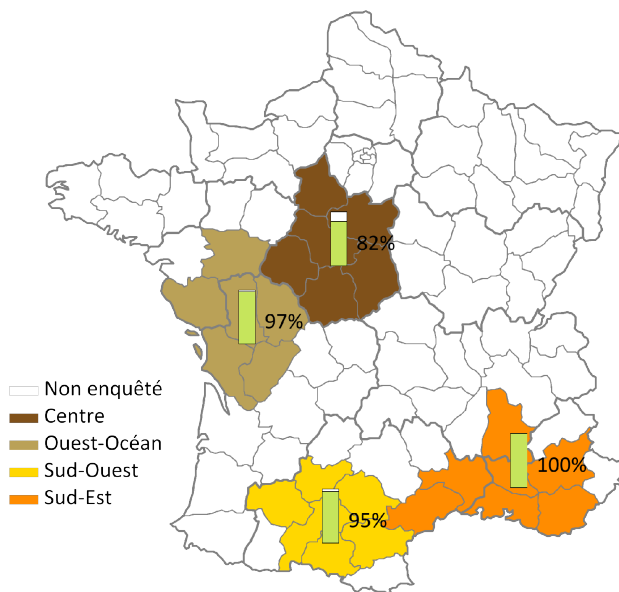 82%
97%
Non enquêté
Centre
Ouest-Océan
Sud-Ouest
Sud-Est
100%
95%